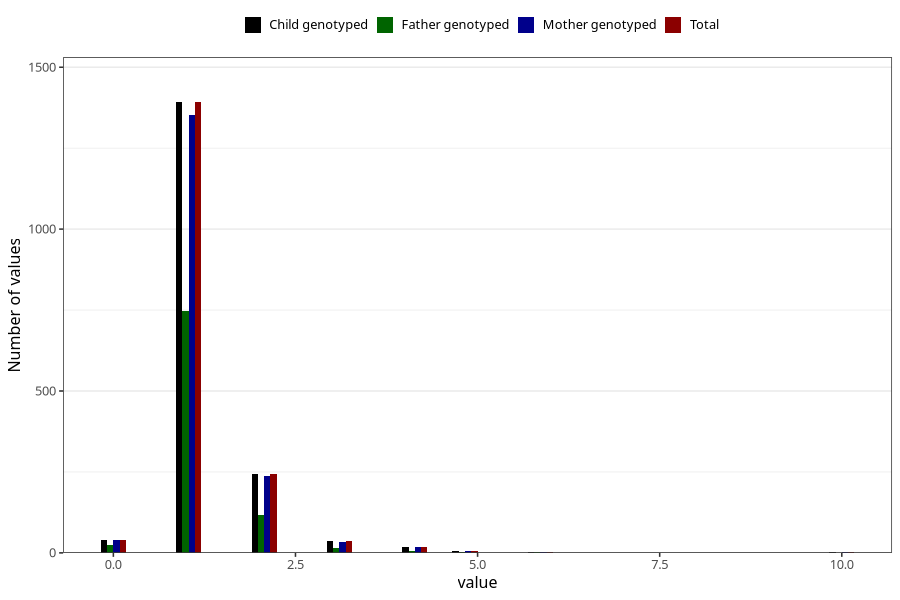 Child genotyped Father genotyped Mother genotyped Total
1500
1000
500
0
Number of values
0.0 2.5 5.0 7.5 10.0
value